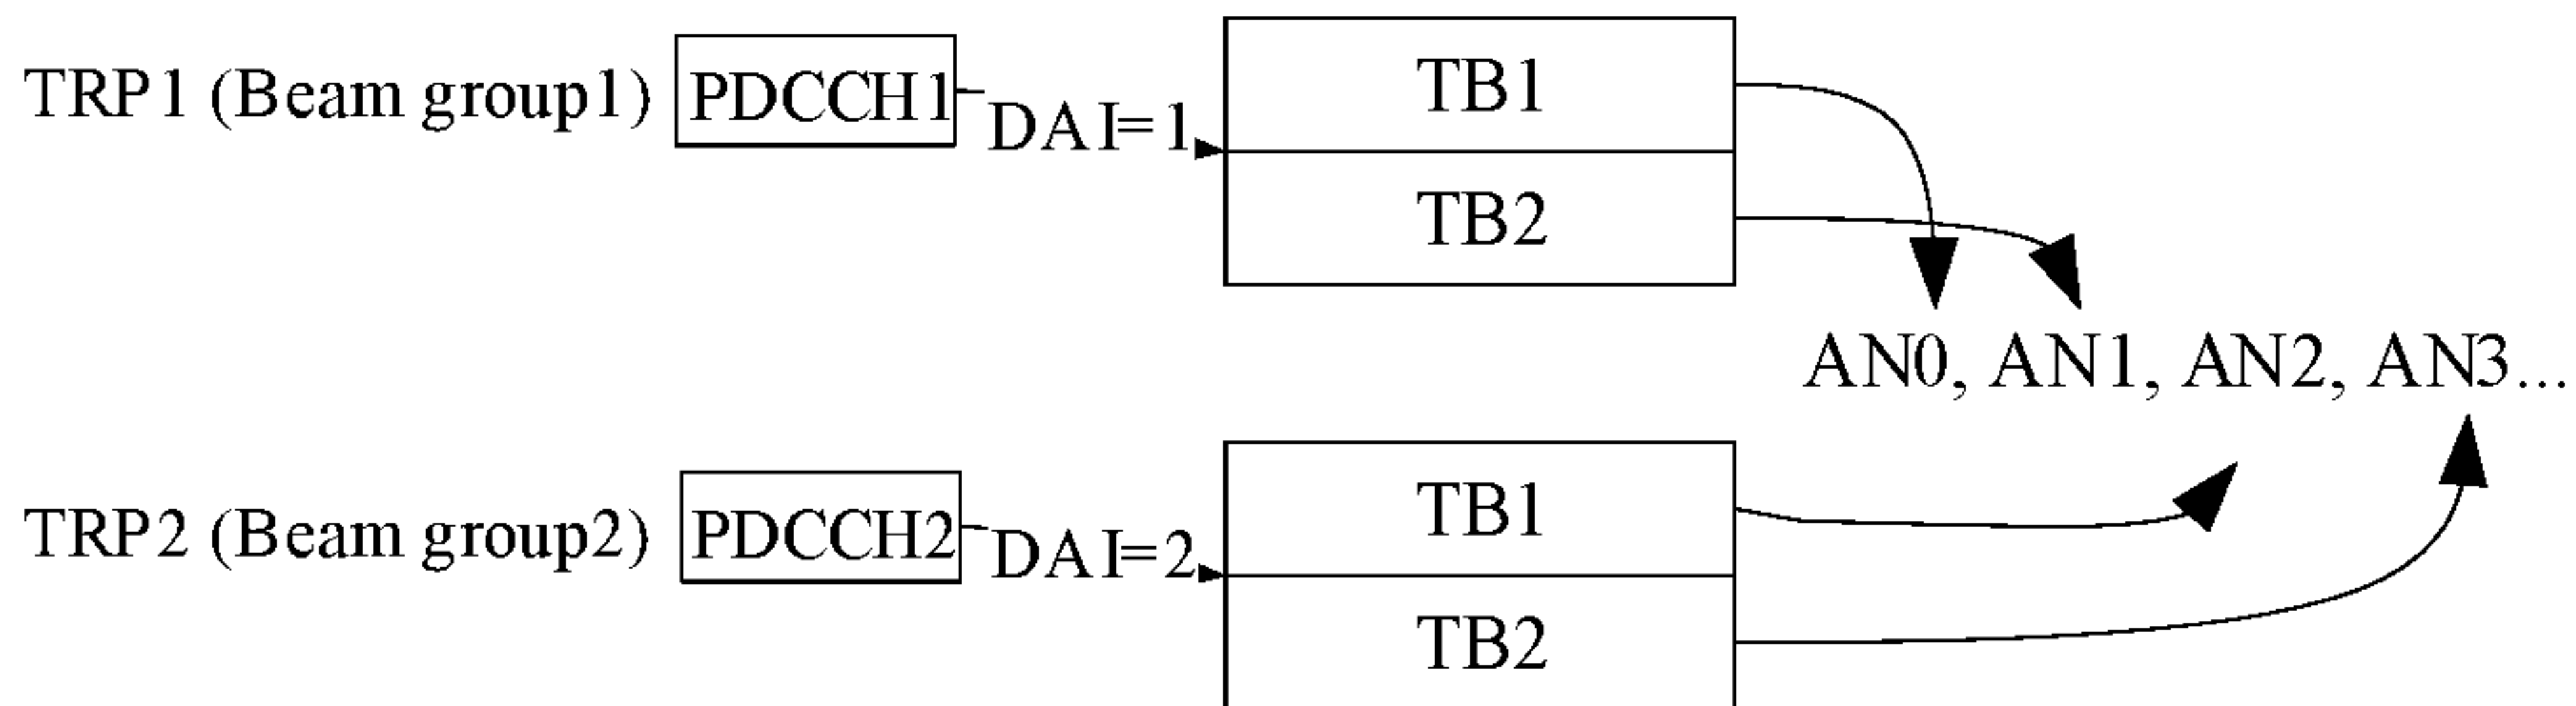 TRP1 (Beam group1) PDCCH1 DAI=1 TB1
TB2
AN0, AN1, AN2, AN3...
TRP2 (Beam group2) PDCCH2 DAI=2 TB1
TB2